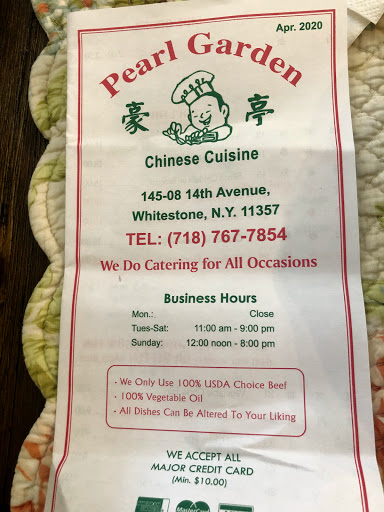 Apr. 2020
Pearl Garden
豪 亭
Chinese Cuisine
145-08 14th Avenue,
Whitestone, N.Y. 11357
TEL: (718) 767-7854
We Do Catering for All Occasions
Business Hours
Mon.: Close
Tues-Sat: 11:00 am - 9:00 pm
Sunday: 12:00 noon - 8:00 pm
• We Only Use 100% USDA Choice Beef
• 100% Vegetable Oil
• All Dishes Can Be Altered To Your Liking
WE ACCEPT ALL
MAJOR CREDIT CARD
(Min. $10.00)
MasterCard